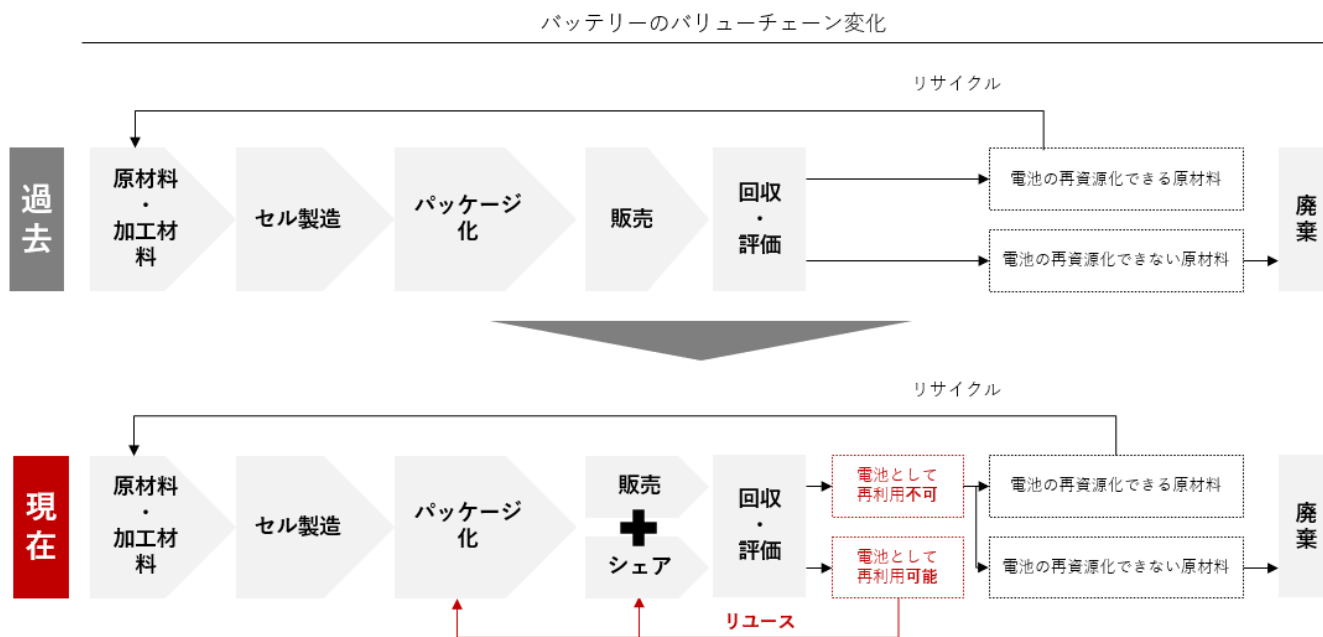 バッテリーのバリューチェーン変化
リサイクル
過去
原材料
・
加工材
料
セル製造
パッケージ
化
販売
回収
・
評価
電池の再資源化できる原材料
電池の再資源化できない原材料
廃棄
リサイクル
現在
原材料
・
加工材
料
セル製造
パッケージ
化
販売
シェア
回収
・
評価
電池として
再利用不可
電池として
再利用可能
電池の再資源化できる原材料
電池の再資源化できない原材料
廃棄
リユース